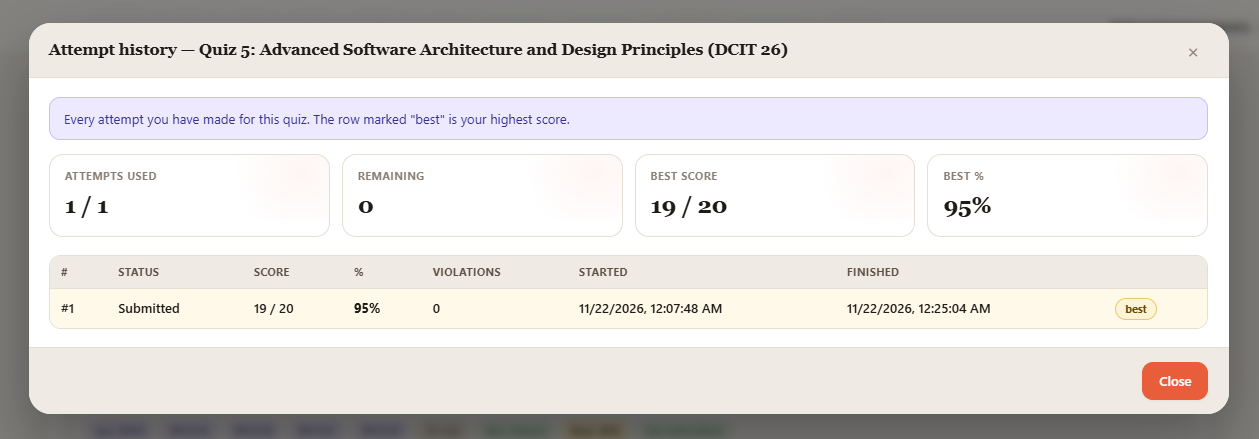 Attempt history — Quiz 5: Advanced Software Architecture and Design Principles (DCIT 26)
×
Every attempt you have made for this quiz. The row marked "best" is your highest score.
ATTEMPTS USED
1 / 1
REMAINING
0
BEST SCORE
19 / 20
BEST %
95%
# STATUS SCORE % VIOLATIONS STARTED FINISHED
#1 Submitted 19 / 20 95% 0 11/22/2026, 12:07:48 AM 11/22/2026, 12:25:04 AM best
Close